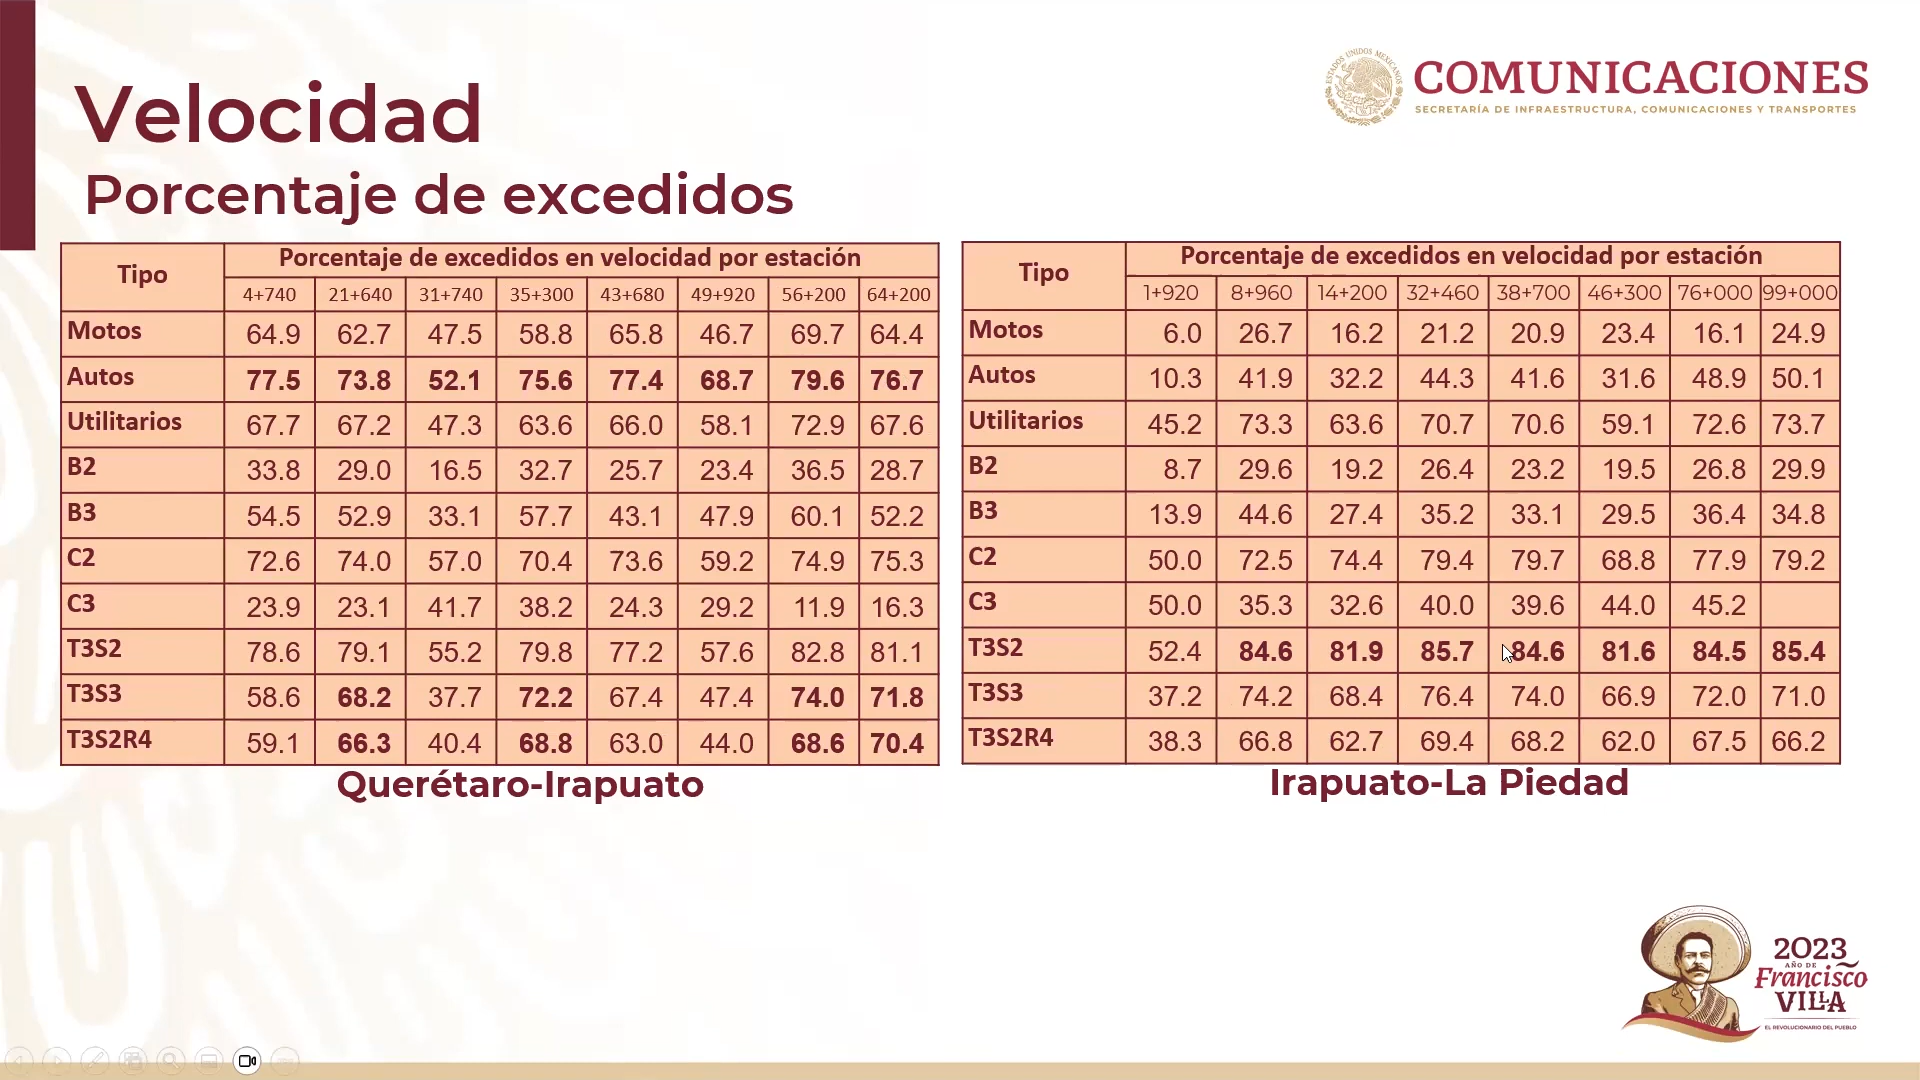 COMUNICACIONES
SECRETARÍA DE INFRAESTRUCTURA, COMUNICACIONES Y TRANSPORTES
Velocidad
Porcentaje de excedidos
Tipo Porcentaje de excedidos en velocidad por estación
4+740 21+640 31+740 35+300 43+680 49+920 56+200 64+200
Motos 64.9 62.7 47.5 58.8 65.8 46.7 69.7 64.4
Autos 77.5 73.8 52.1 75.6 77.4 68.7 79.6 76.7
Utilitarios 67.7 67.2 47.3 63.6 66.0 58.1 72.9 67.6
B2 33.8 29.0 16.5 32.7 25.7 23.4 36.5 28.7
B3 54.5 52.9 33.1 57.7 43.1 47.9 60.1 52.2
C2 72.6 74.0 57.0 70.4 73.6 59.2 74.9 75.3
C3 23.9 23.1 41.7 38.2 24.3 29.2 11.9 16.3
T3S2 78.6 79.1 55.2 79.8 77.2 57.6 82.8 81.1
T3S3 58.6 68.2 37.7 72.2 67.4 47.4 74.0 71.8
T3S2R4 59.1 66.3 40.4 68.8 63.0 44.0 68.6 70.4
Querétaro-Irapuato
Tipo Porcentaje de excedidos en velocidad por estación
1+920 8+960 14+200 32+460 38+700 46+300 76+000 99+000
Motos 6.0 26.7 16.2 21.2 20.9 23.4 16.1 24.9
Autos 10.3 41.9 32.2 44.3 41.6 31.6 48.9 50.1
Utilitarios 45.2 73.3 63.6 70.7 70.6 59.1 72.6 73.7
B2 8.7 29.6 19.2 26.4 23.2 19.5 26.8 29.9
B3 13.9 44.6 27.4 35.2 33.1 29.5 36.4 34.8
C2 50.0 72.5 74.4 79.4 79.7 68.8 77.9 79.2
C3 50.0 35.3 32.6 40.0 39.6 44.0 45.2
T3S2 52.4 84.6 81.9 85.7 84.6 81.6 84.5 85.4
T3S3 37.2 74.2 68.4 76.4 74.0 66.9 72.0 71.0
T3S2R4 38.3 66.8 62.7 69.4 68.2 62.0 67.5 66.2
Irapuato-La Piedad
2023
AÑO DE
Francisco
VILLA
EL REVOLUCIONARIO DEL PUEBLO